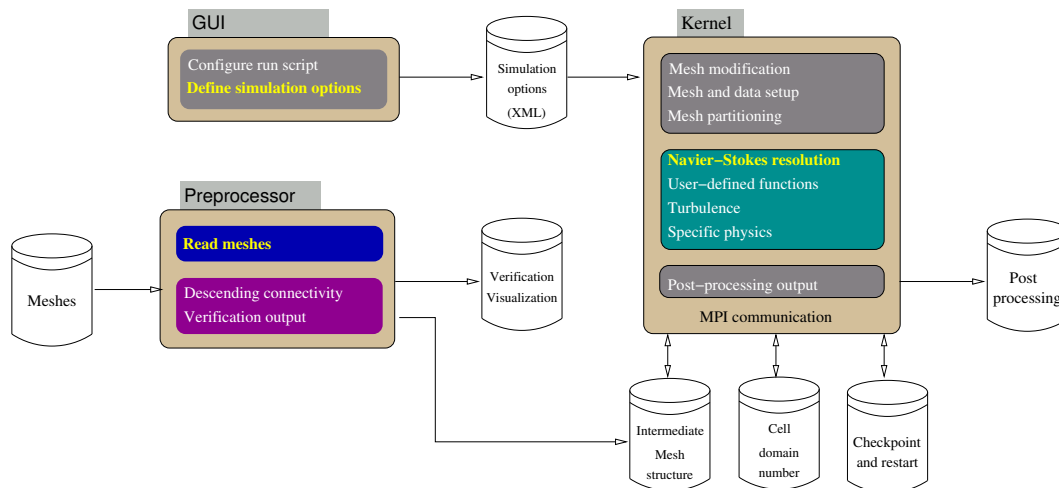 GUI
Configure run script
Define simulation options
Simulation
options
(XML)
Kernel
Mesh modification
Mesh and data setup
Mesh partitioning
Navier−Stokes resolution
User−defined functions
Turbulence
Specific physics
Post−processing output
MPI communication
Preprocessor
Read meshes
Descending connectivity
Verification output
Meshes
Verification
Visualization
Post
processing
Intermediate
Mesh
structure
Cell
domain
number
Checkpoint
and restart